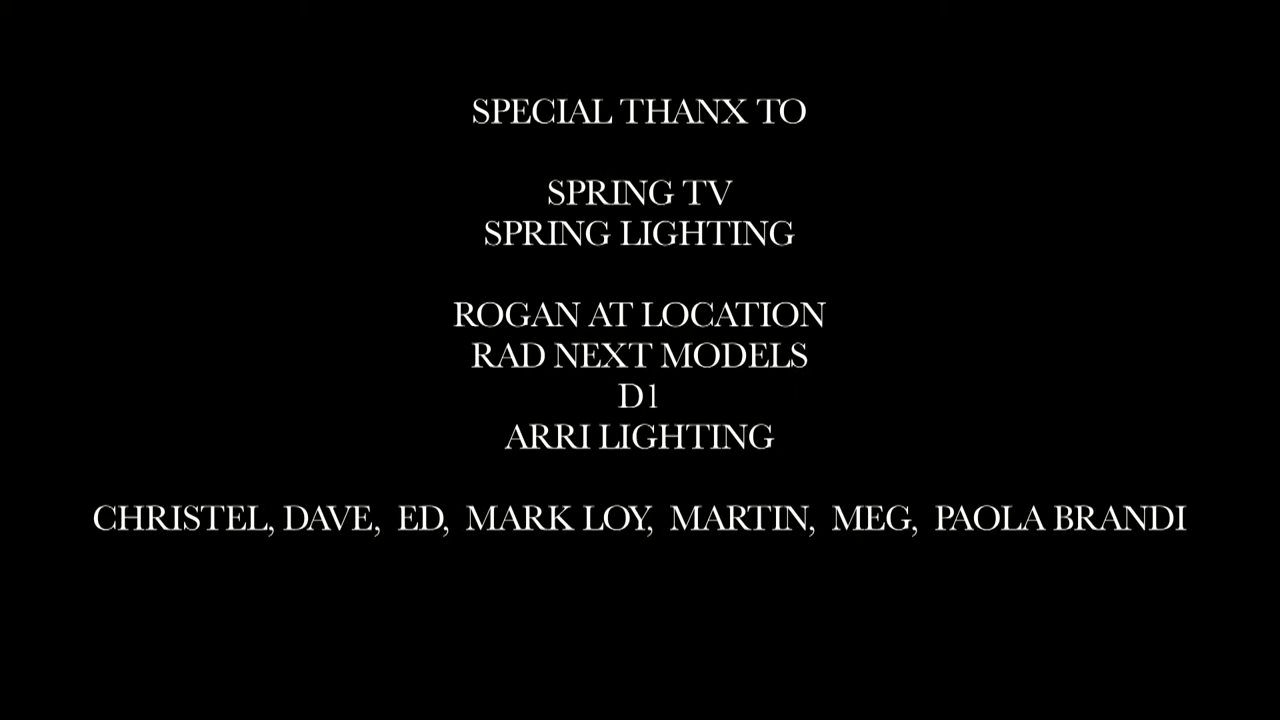 SPECIAL THANX TO
SPRING TV
SPRING LIGHTING
ROGAN AT LOCATION
RAD NEXT MODELS
D1
ARRI LIGHTING
CHRISTEL, DAVE, ED, MARK LOY, MARTIN, MEG, PAOLA BRANDI